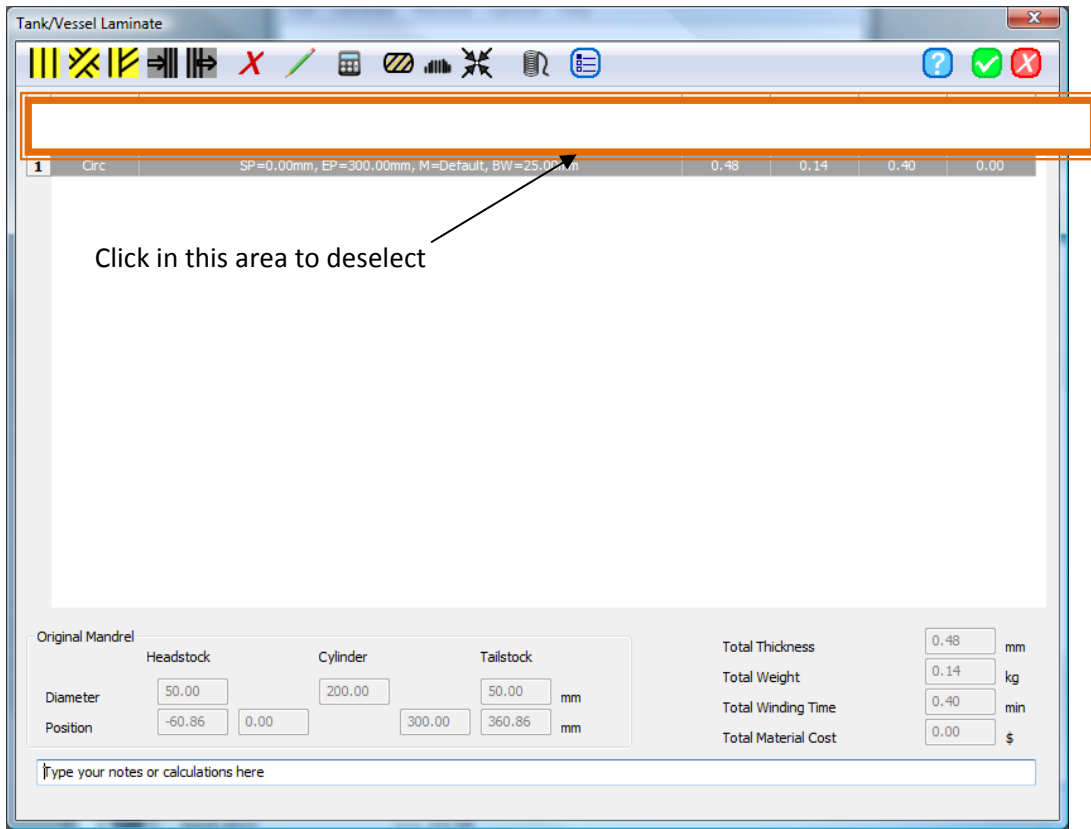 Tank/Vessel Laminate
1 Circ SP=0.00mm, EP=300.00mm, M=Default, BW=25.00mm 0.48 0.14 0.40 0.00
Click in this area to deselect
Original Mandrel
Headstock Cylinder Tailstock
Diameter 50.00 200.00 50.00 mm
Position -60.86 0.00 300.00 360.86 mm
Total Thickness 0.48 mm
Total Weight 0.14 kg
Total Winding Time 0.40 min
Total Material Cost 0.00 $
Type your notes or calculations here